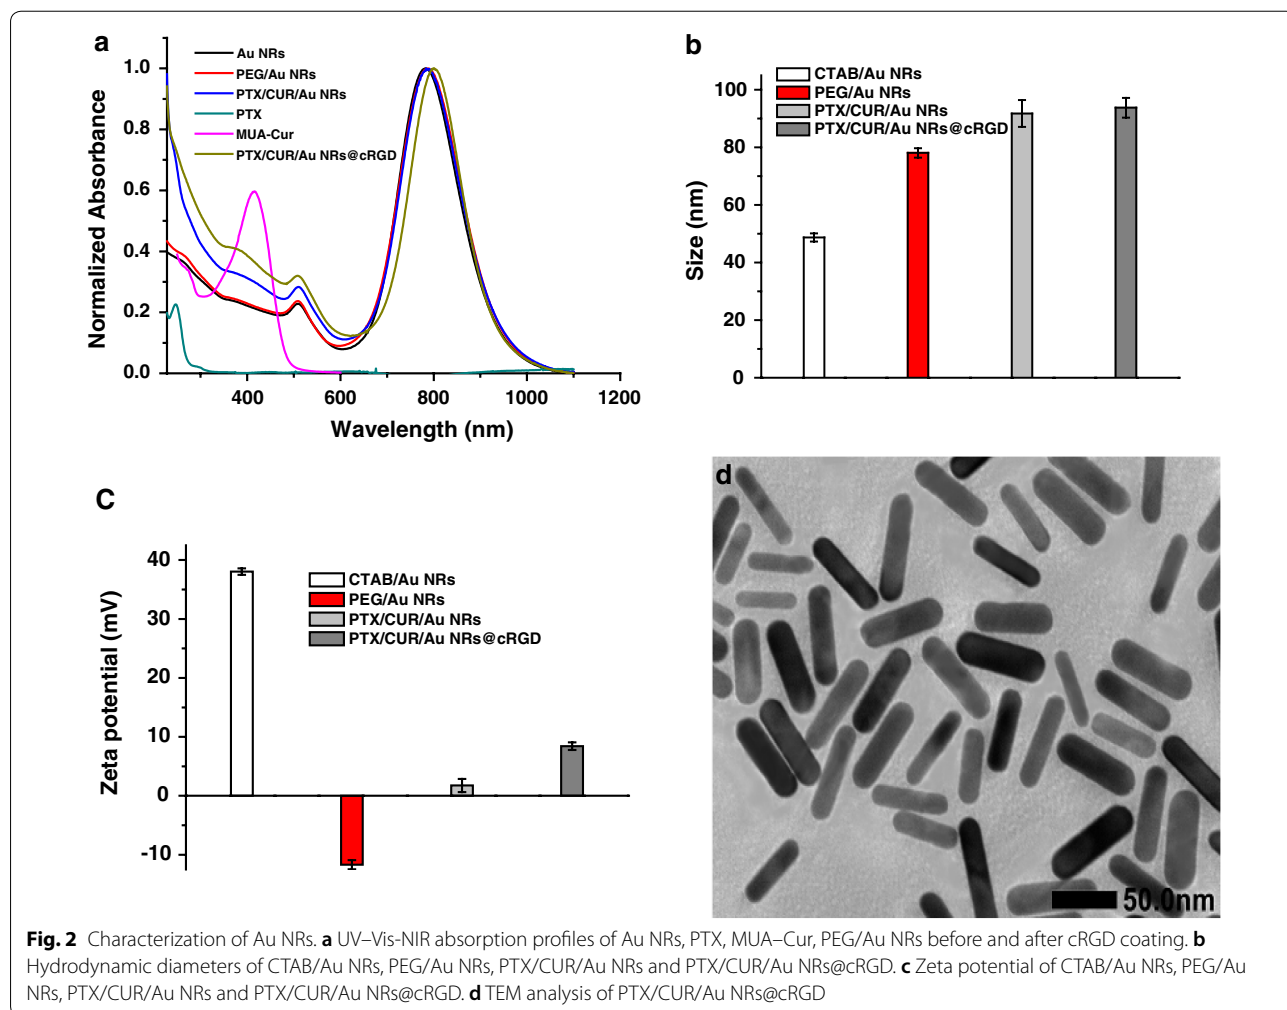 a
Au NRs
PEG/Au NRs
PTX/CUR/Au NRs
PTX
MUA-Cur
PTX/CUR/Au NRs@cRGD
1.0
0.8
0.6
0.4
0.2
0.0
400
600
800
1000
1200
Normalized Absorbance
Wavelength (nm)
b
CTAB/Au NRs
PEG/Au NRs
PTX/CUR/Au NRs
PTX/CUR/Au NRs@cRGD
100
80
60
40
20
0
Size (nm)
C
CTAB/Au NRs
PEG/Au NRs
PTX/CUR/Au NRs
PTX/CUR/Au NRs@cRGD
40
30
20
10
0
-10
Zeta potential (mV)
d
50.0nm
Fig. 2 Characterization of Au NRs. a UV–Vis-NIR absorption profiles of Au NRs, PTX, MUA–Cur, PEG/Au NRs before and after cRGD coating. b
Hydrodynamic diameters of CTAB/Au NRs, PEG/Au NRs, PTX/CUR/Au NRs and PTX/CUR/Au NRs@cRGD. c Zeta potential of CTAB/Au NRs, PEG/Au
NRs, PTX/CUR/Au NRs and PTX/CUR/Au NRs@cRGD. d TEM analysis of PTX/CUR/Au NRs@cRGD